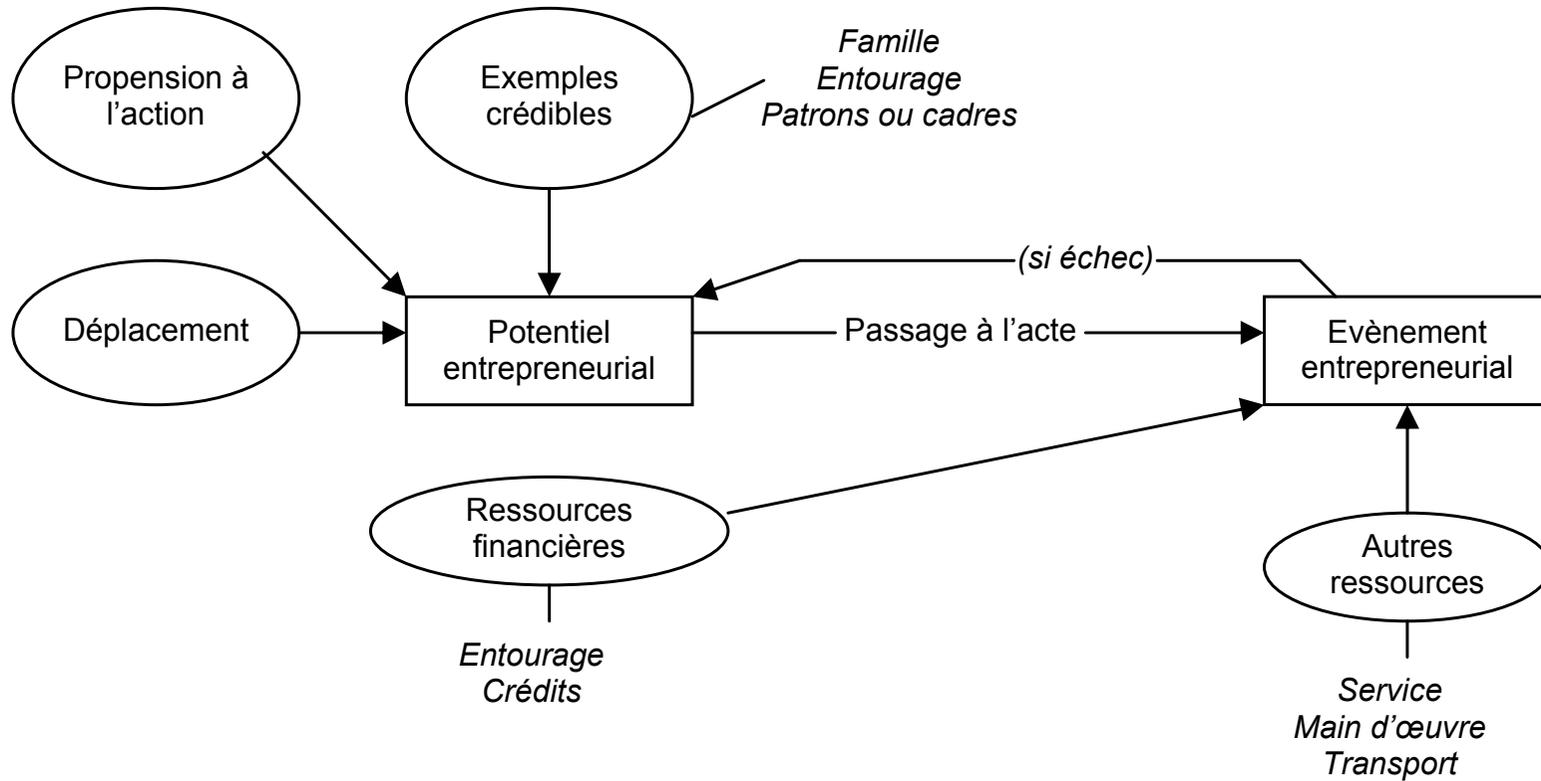 Propension à
l’action
Exemples
crédibles
Famille
Entourage
Patrons ou cadres
(si échec)
Déplacement
Potentiel
entrepreneurial
Passage à l’acte
Evènement
entrepreneurial
Ressources
financières
Autres
ressources
Entourage
Crédits
Service
Main d’œuvre
Transport